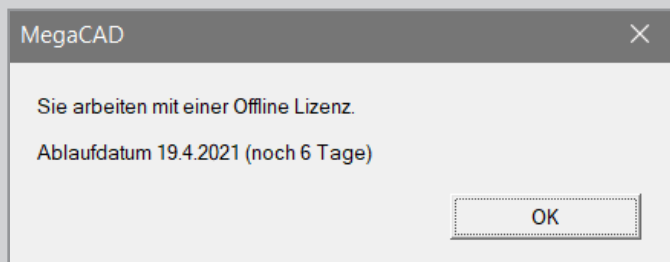 MegaCAD
Sie arbeiten mit einer Offline Lizenz.
Ablaufdatum 19.4.2021 (noch 6 Tage)
OK